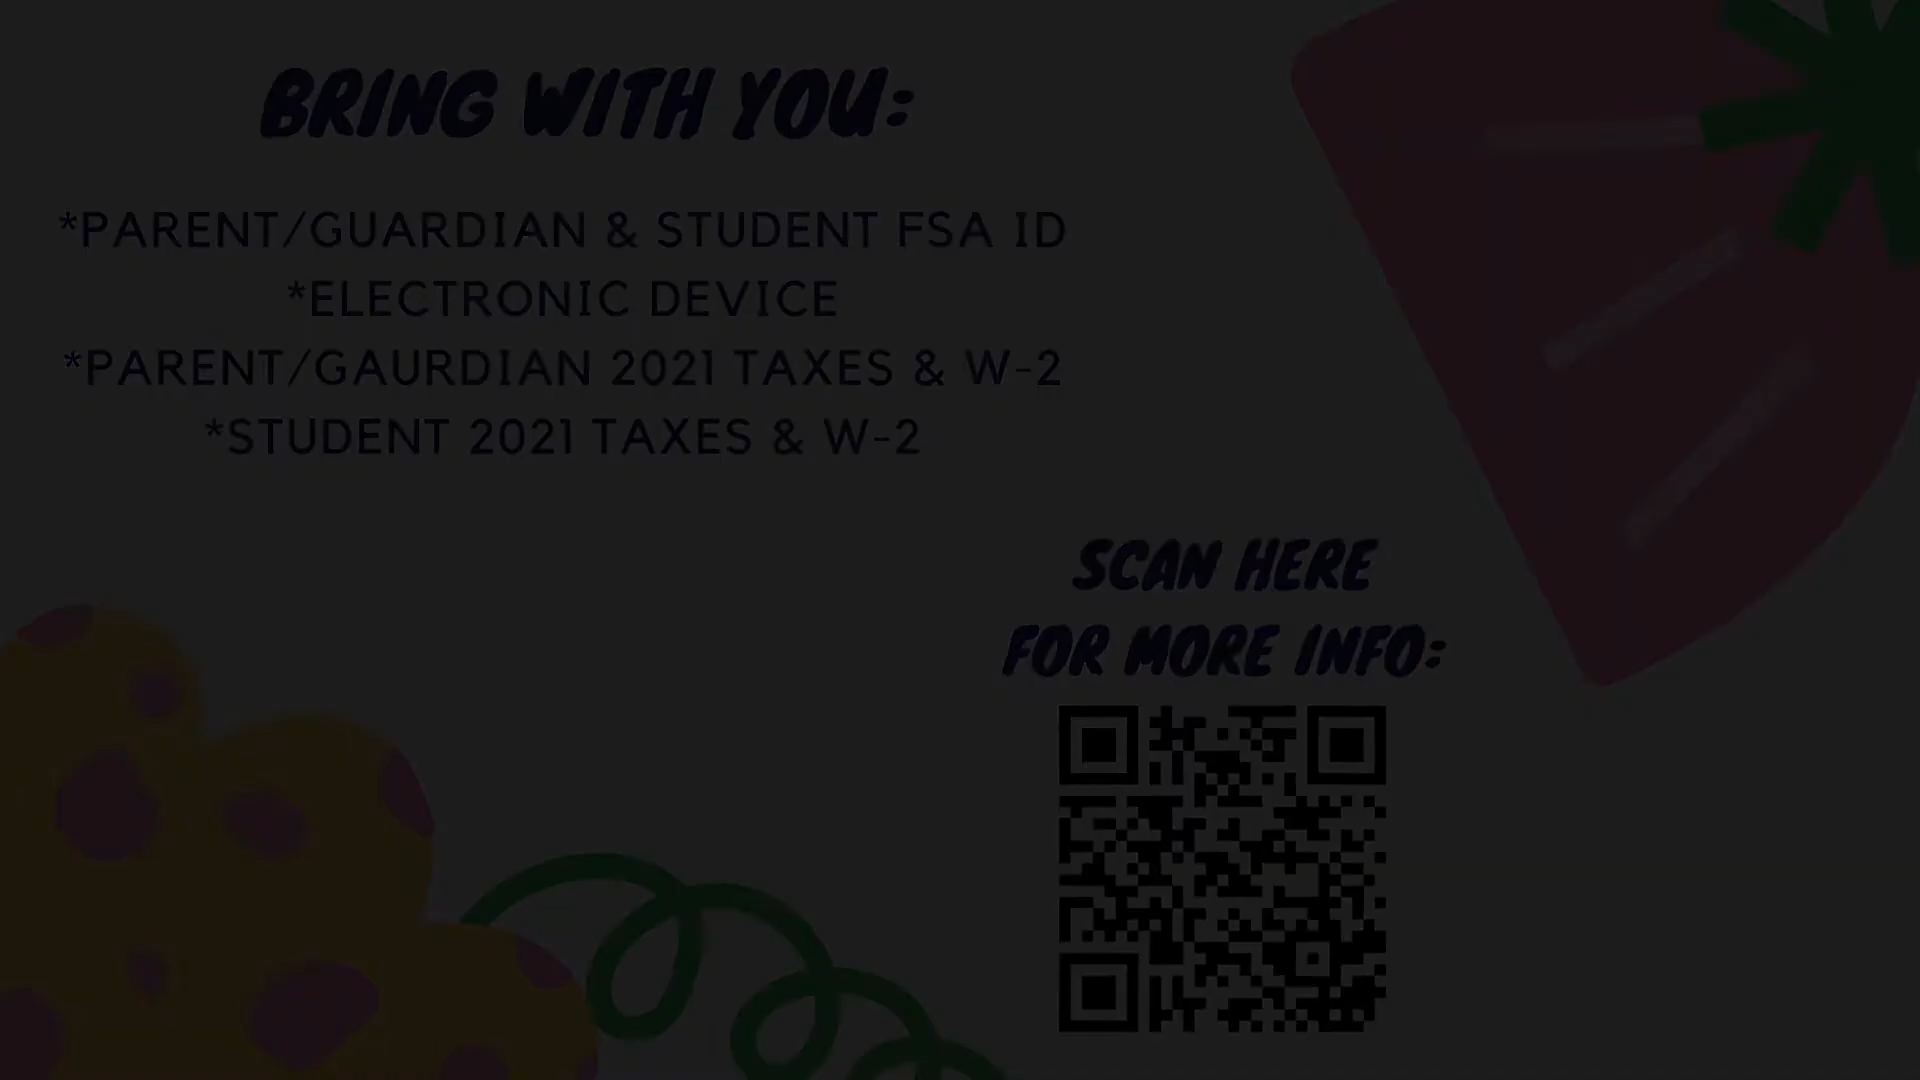 BRING WITH YOU:
*PARENT/GUARDIAN & STUDENT FSA ID
*ELECTRONIC DEVICE
*PARENT/GAURDIAN 2021 TAXES & W-2
*STUDENT 2021 TAXES & W-2
SCAN HERE
FOR MORE INFO: